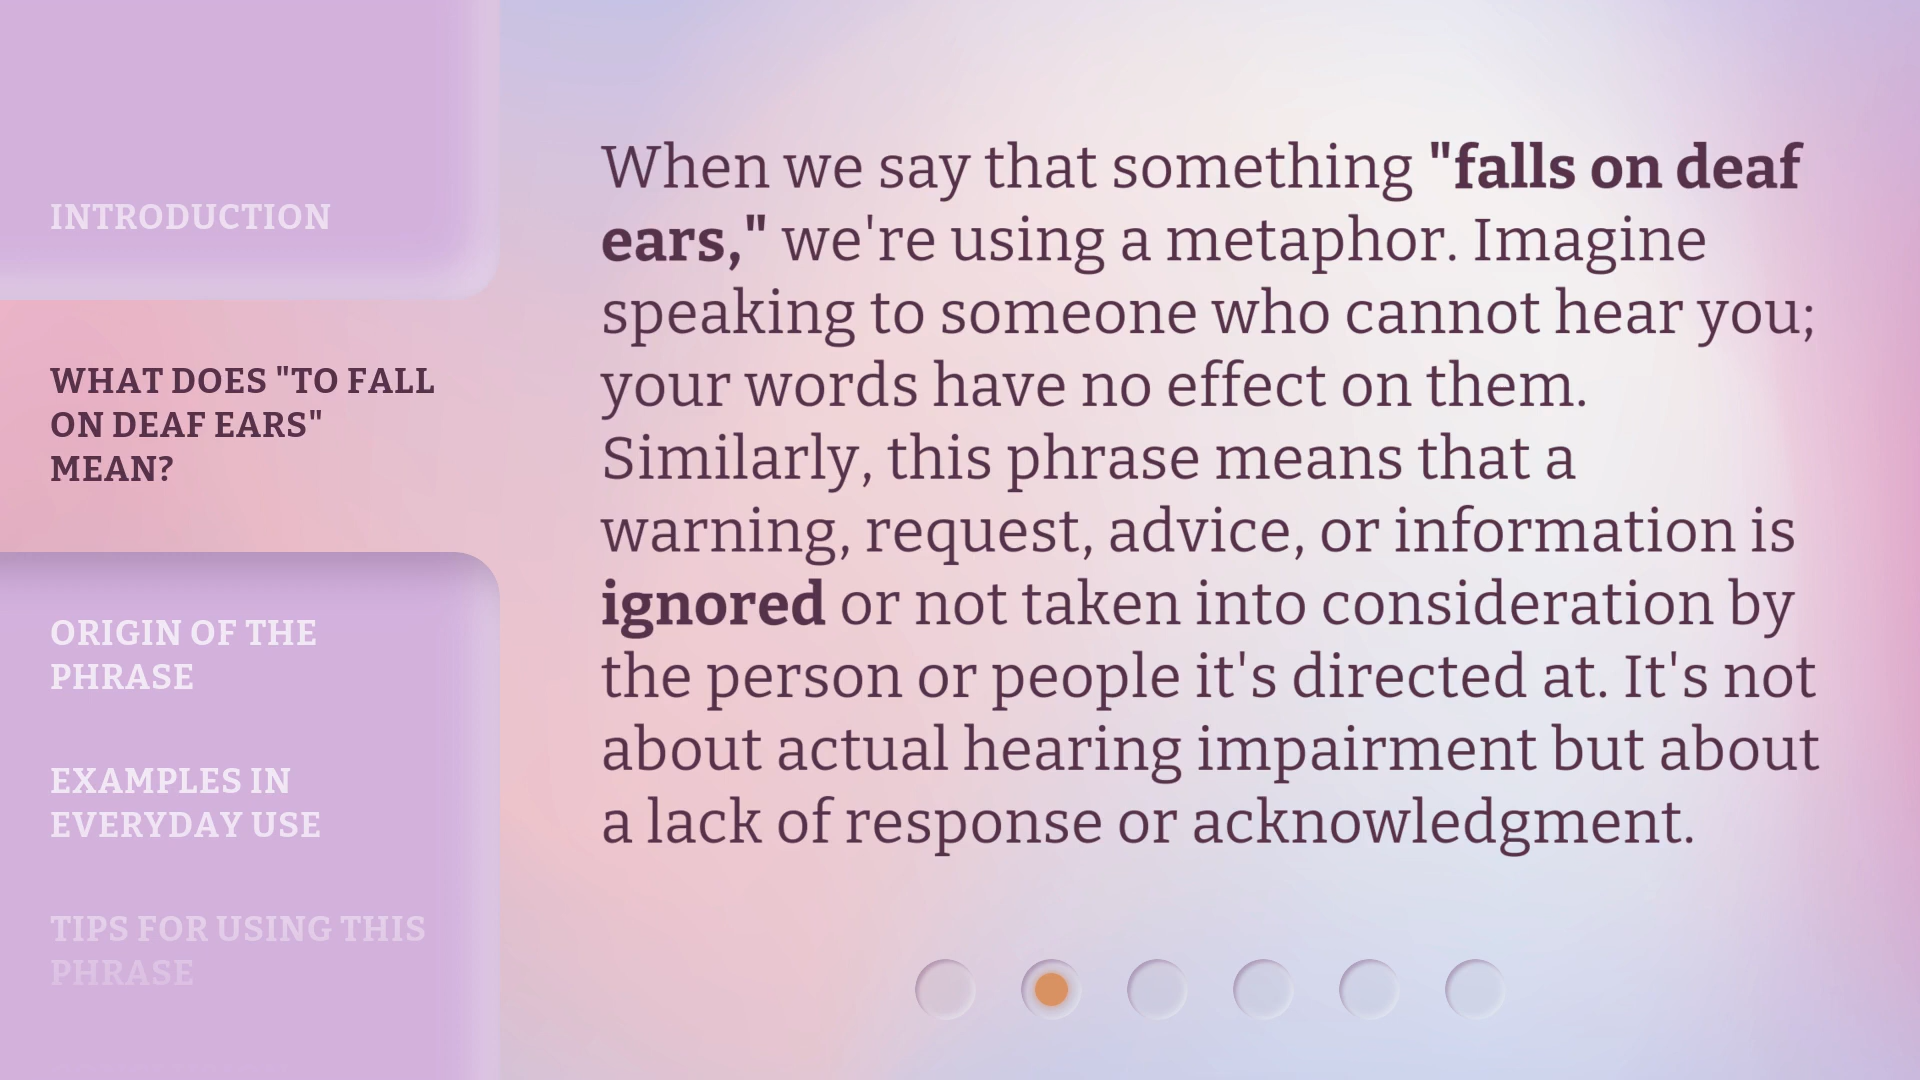 INTRODUCTION
WHAT DOES "TO FALL
ON DEAF EARS"
MEAN?
ORIGIN OF THE
PHRASE
EXAMPLES IN
EVERYDAY USE
TIPS FOR USING THIS
PHRASE
When we say that something "falls on deaf
ears," we're using a metaphor. Imagine
speaking to someone who cannot hear you;
your words have no effect on them.
Similarly, this phrase means that a
warning, request, advice, or information is
ignored or not taken into consideration by
the person or people it's directed at. It's not
about actual hearing impairment but about
a lack of response or acknowledgment.